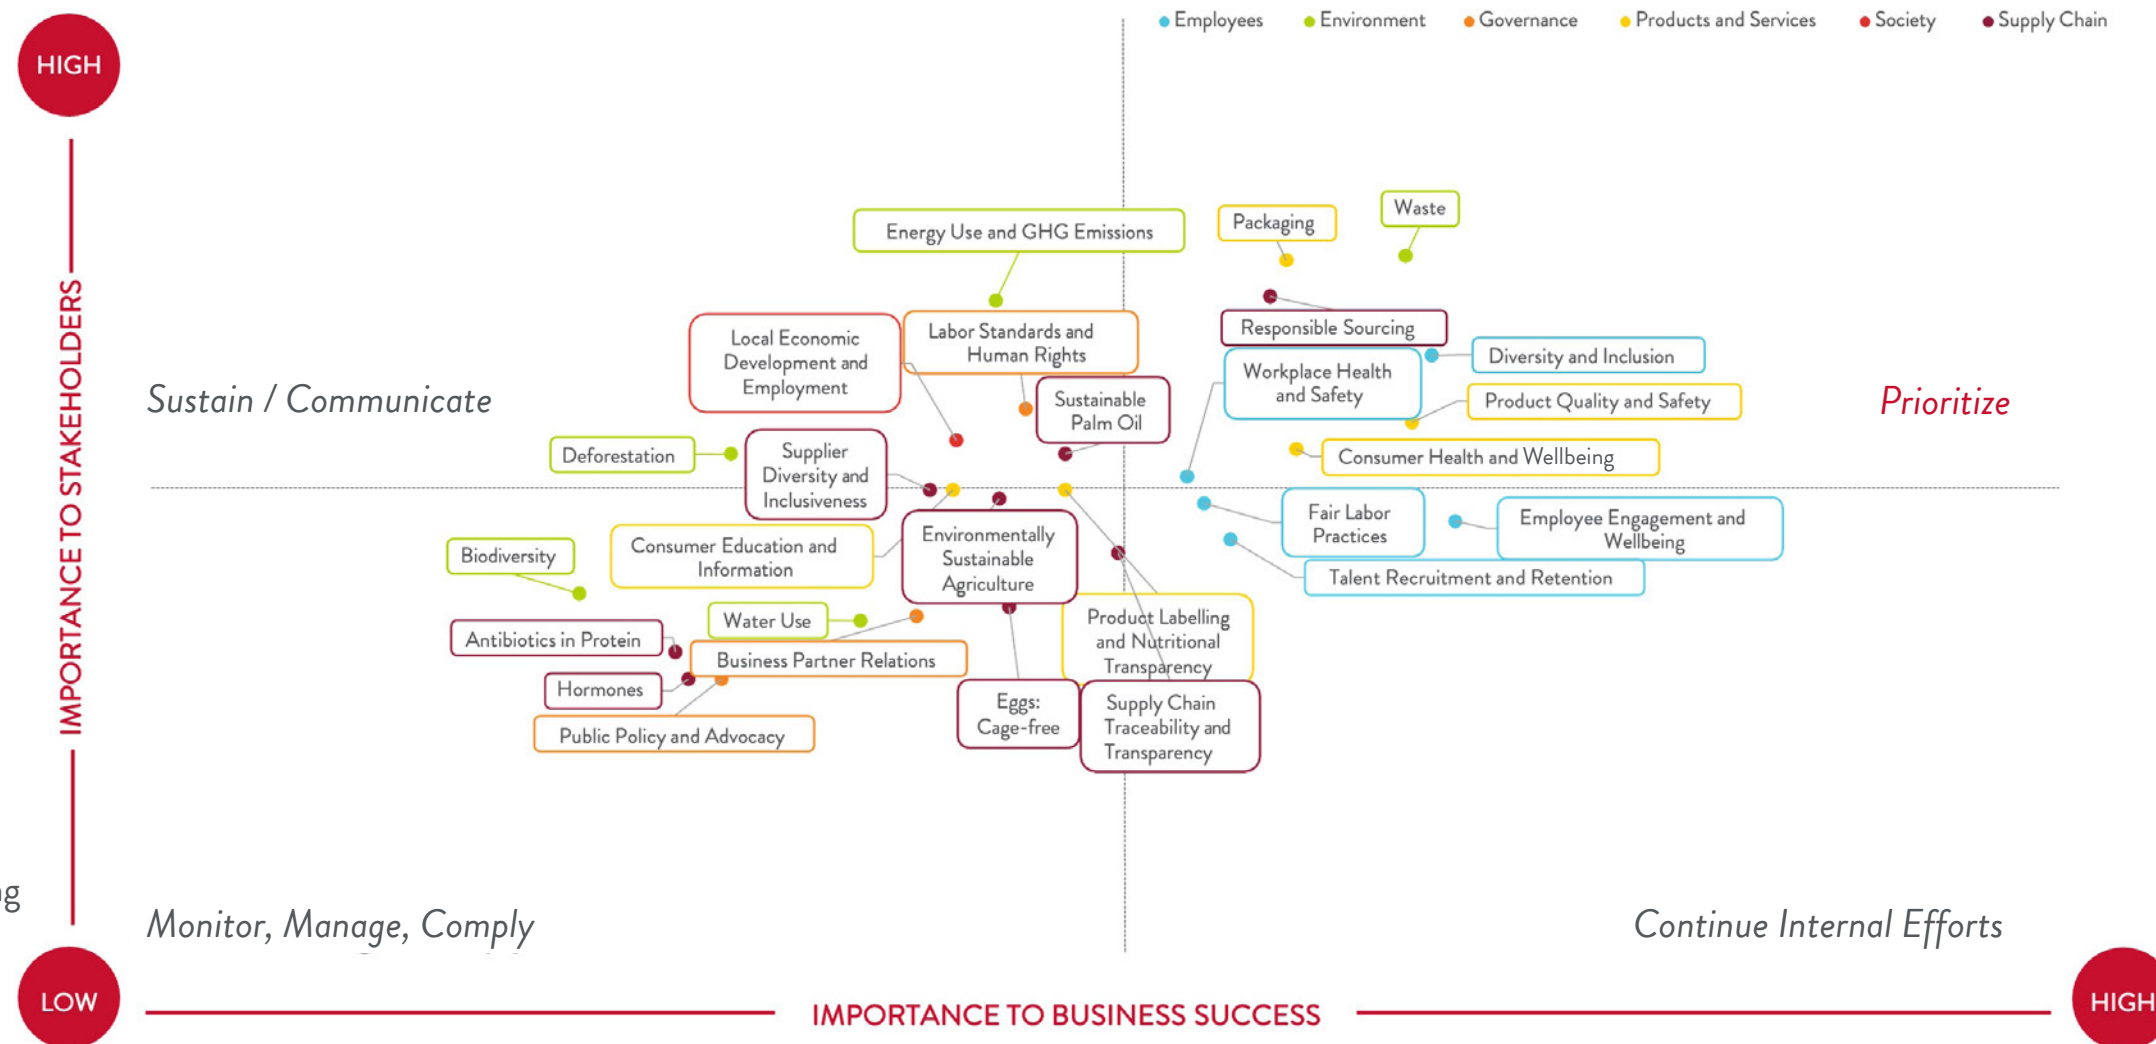 Employees
Environment
Governance
Products and Services
Society
Supply Chain
HIGH
IMPORTANCE TO STAKEHOLDERS
LOW
Sustain / Communicate
Prioritize
Energy Use and GHG Emissions
Packaging
Waste
Local Economic
Development and
Employment
Labor Standards and
Human Rights
Responsible Sourcing
Workplace Health
and Safety
Diversity and Inclusion
Sustainable
Palm Oil
Product Quality and Safety
Deforestation
Supplier
Diversity and
Inclusiveness
Consumer Health and Wellbeing
Biodiversity
Consumer Education and
Information
Environmentally
Sustainable
Agriculture
Fair Labor
Practices
Employee Engagement and
Wellbeing
Talent Recruitment and Retention
Water Use
Antibiotics in Protein
Business Partner Relations
Product Labelling
and Nutritional
Transparency
Hormones
Public Policy and Advocacy
Eggs:
Cage-free
Supply Chain
Traceability and
Transparency
Monitor, Manage, Comply
Continue Internal Efforts
IMPORTANCE TO BUSINESS SUCCESS
HIGH